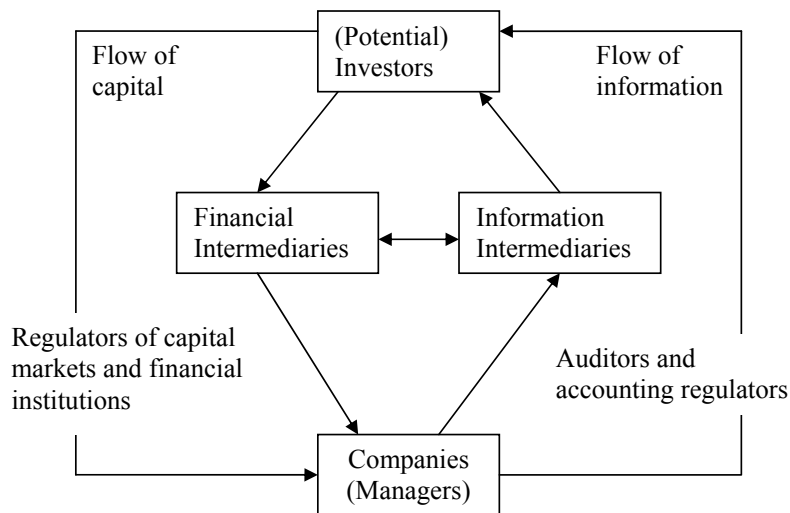 (Potential)
Investors
Flow of
capital
Flow of
information
Financial
Intermediaries
Information
Intermediaries
Regulators of capital
markets and financial
institutions
Auditors and
accounting regulators
Companies
(Managers)